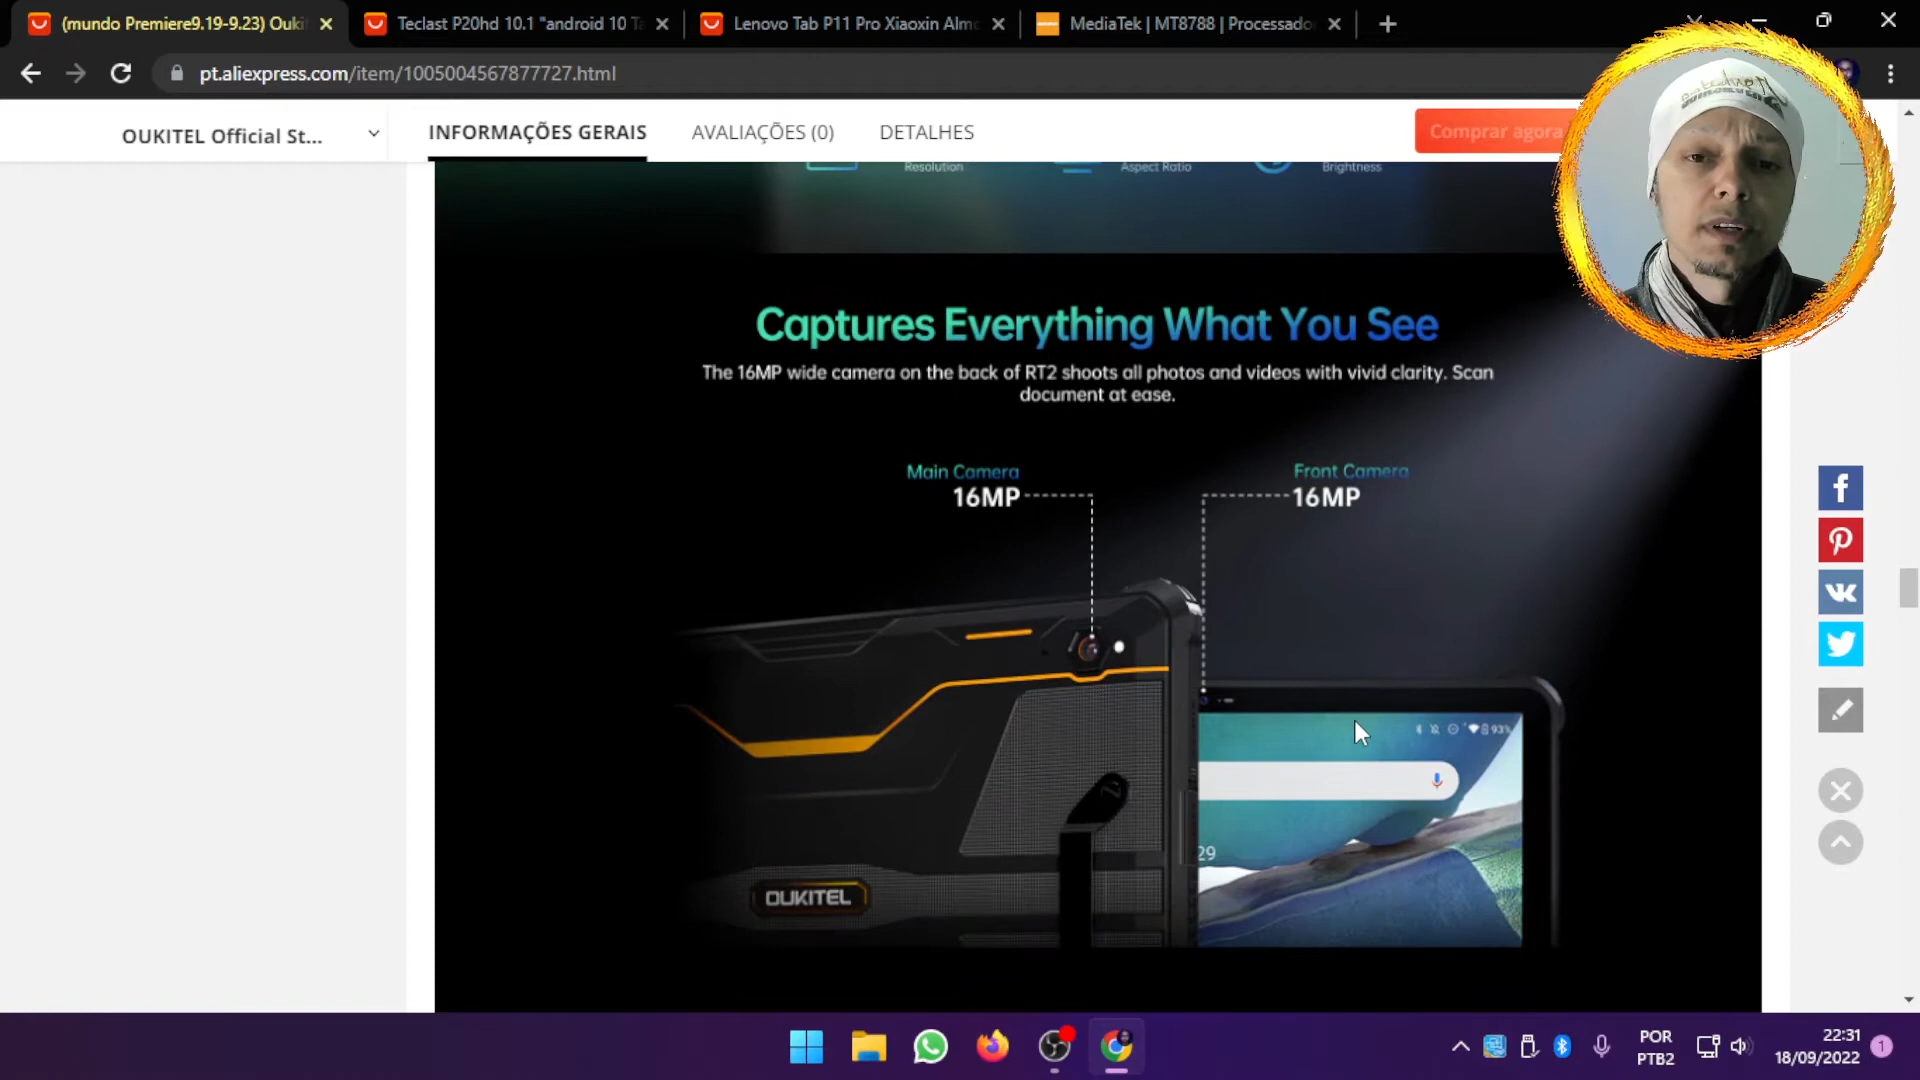 (mundo Premiere9.19-9.23) Ouki
Teclast P20hd 10.1 "android 10 Ta
Lenovo Tab P11 Pro Xiaoxin Almo
MediaTek | MT8788 | Processado
pt.aliexpress.com/item/1005004567877727.html
OUKITEL Official St...
INFORMAÇÕES GERAIS
AVALIAÇÕES (0)
DETALHES
Comprar agora
Resolution
Aspect Ratio
Brightness
Captures Everything What You See
The 16MP wide camera on the back of RT2 shoots all photos and videos with vivid clarity. Scan
document at ease.
Main Camera
16MP
Front Camera
16MP
93%
29
OUKITEL
POR
PTB2
22:31
18/09/2022
1